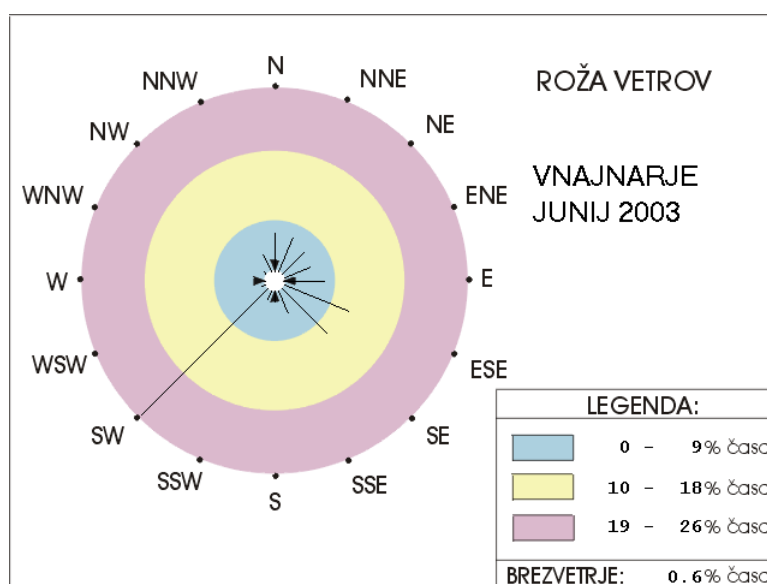 ROŽA VETROV
VNAJNARJE
JUNIJ 2003
N
NNE
NE
ENE
E
ESE
SE
SSE
S
SSW
SW
WSW
W
WNW
NW
NNW
LEGENDA:
0 - 9% časa
10 - 18% časa
19 - 26% časa
BREZVETRJE: 0.6% časa